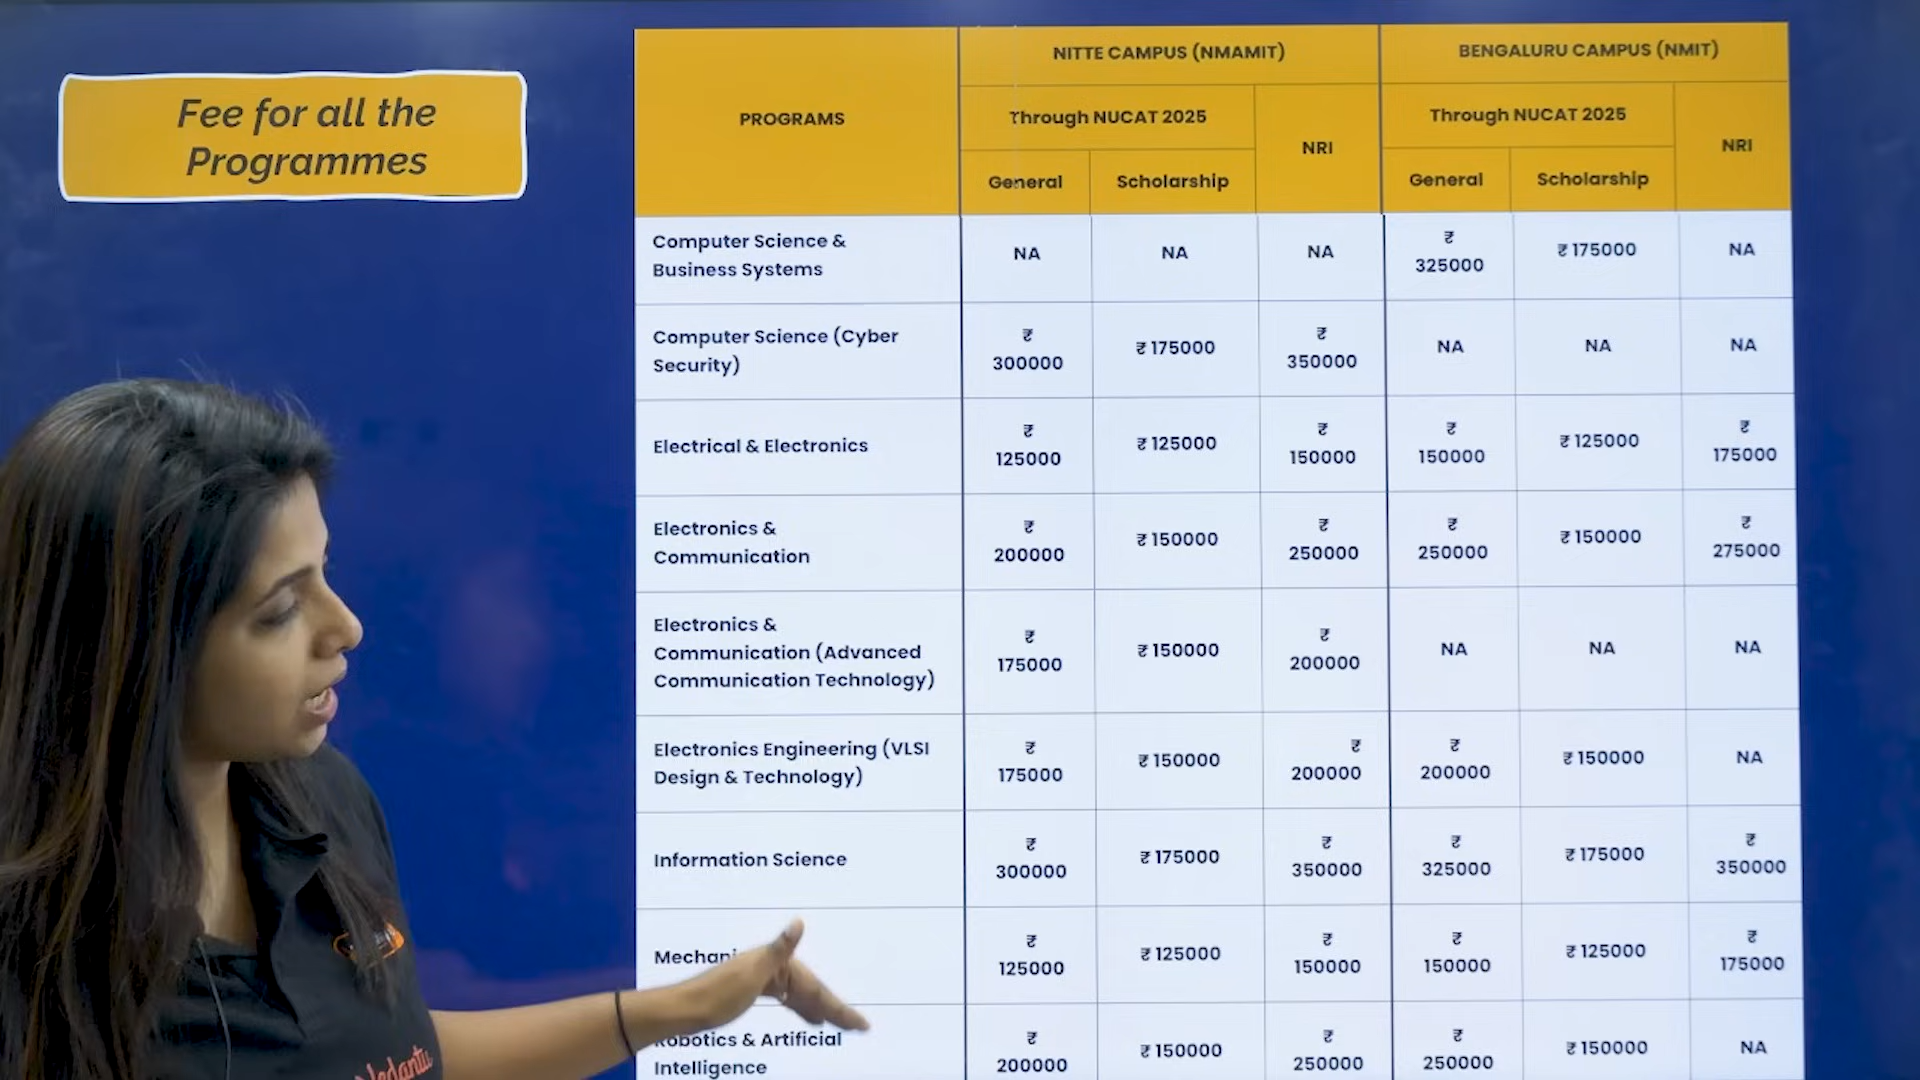 Fee for all the
Programmes
PROGRAMS
NITTE CAMPUS (NMAMIT)
BENGALURU CAMPUS (NMIT)
Through NUCAT 2025
NRI
Through NUCAT 2025
NRI
General
Scholarship
General
Scholarship
Computer Science &
Business Systems
NA
NA
NA
₹
325000
₹ 175000
NA
Computer Science (Cyber
Security)
₹
300000
₹ 175000
₹
350000
NA
NA
NA
Electrical & Electronics
₹
125000
₹ 125000
₹
150000
₹
150000
₹ 125000
₹
175000
Electronics &
Communication
₹
200000
₹ 150000
₹
250000
₹
250000
₹ 150000
₹
275000
Electronics &
Communication (Advanced
Communication Technology)
₹
175000
₹ 150000
₹
200000
NA
NA
NA
Electronics Engineering (VLSI
Design & Technology)
₹
175000
₹ 150000
₹
200000
₹
200000
₹ 150000
NA
Information Science
₹
300000
₹ 175000
₹
350000
₹
325000
₹ 175000
₹
350000
₹
125000
₹ 125000
₹
150000
₹
150000
₹ 125000
₹
175000
Robotics & Artificial
Intelligence
₹
200000
₹ 150000
₹
250000
₹
250000
₹ 150000
NA
Vedantu